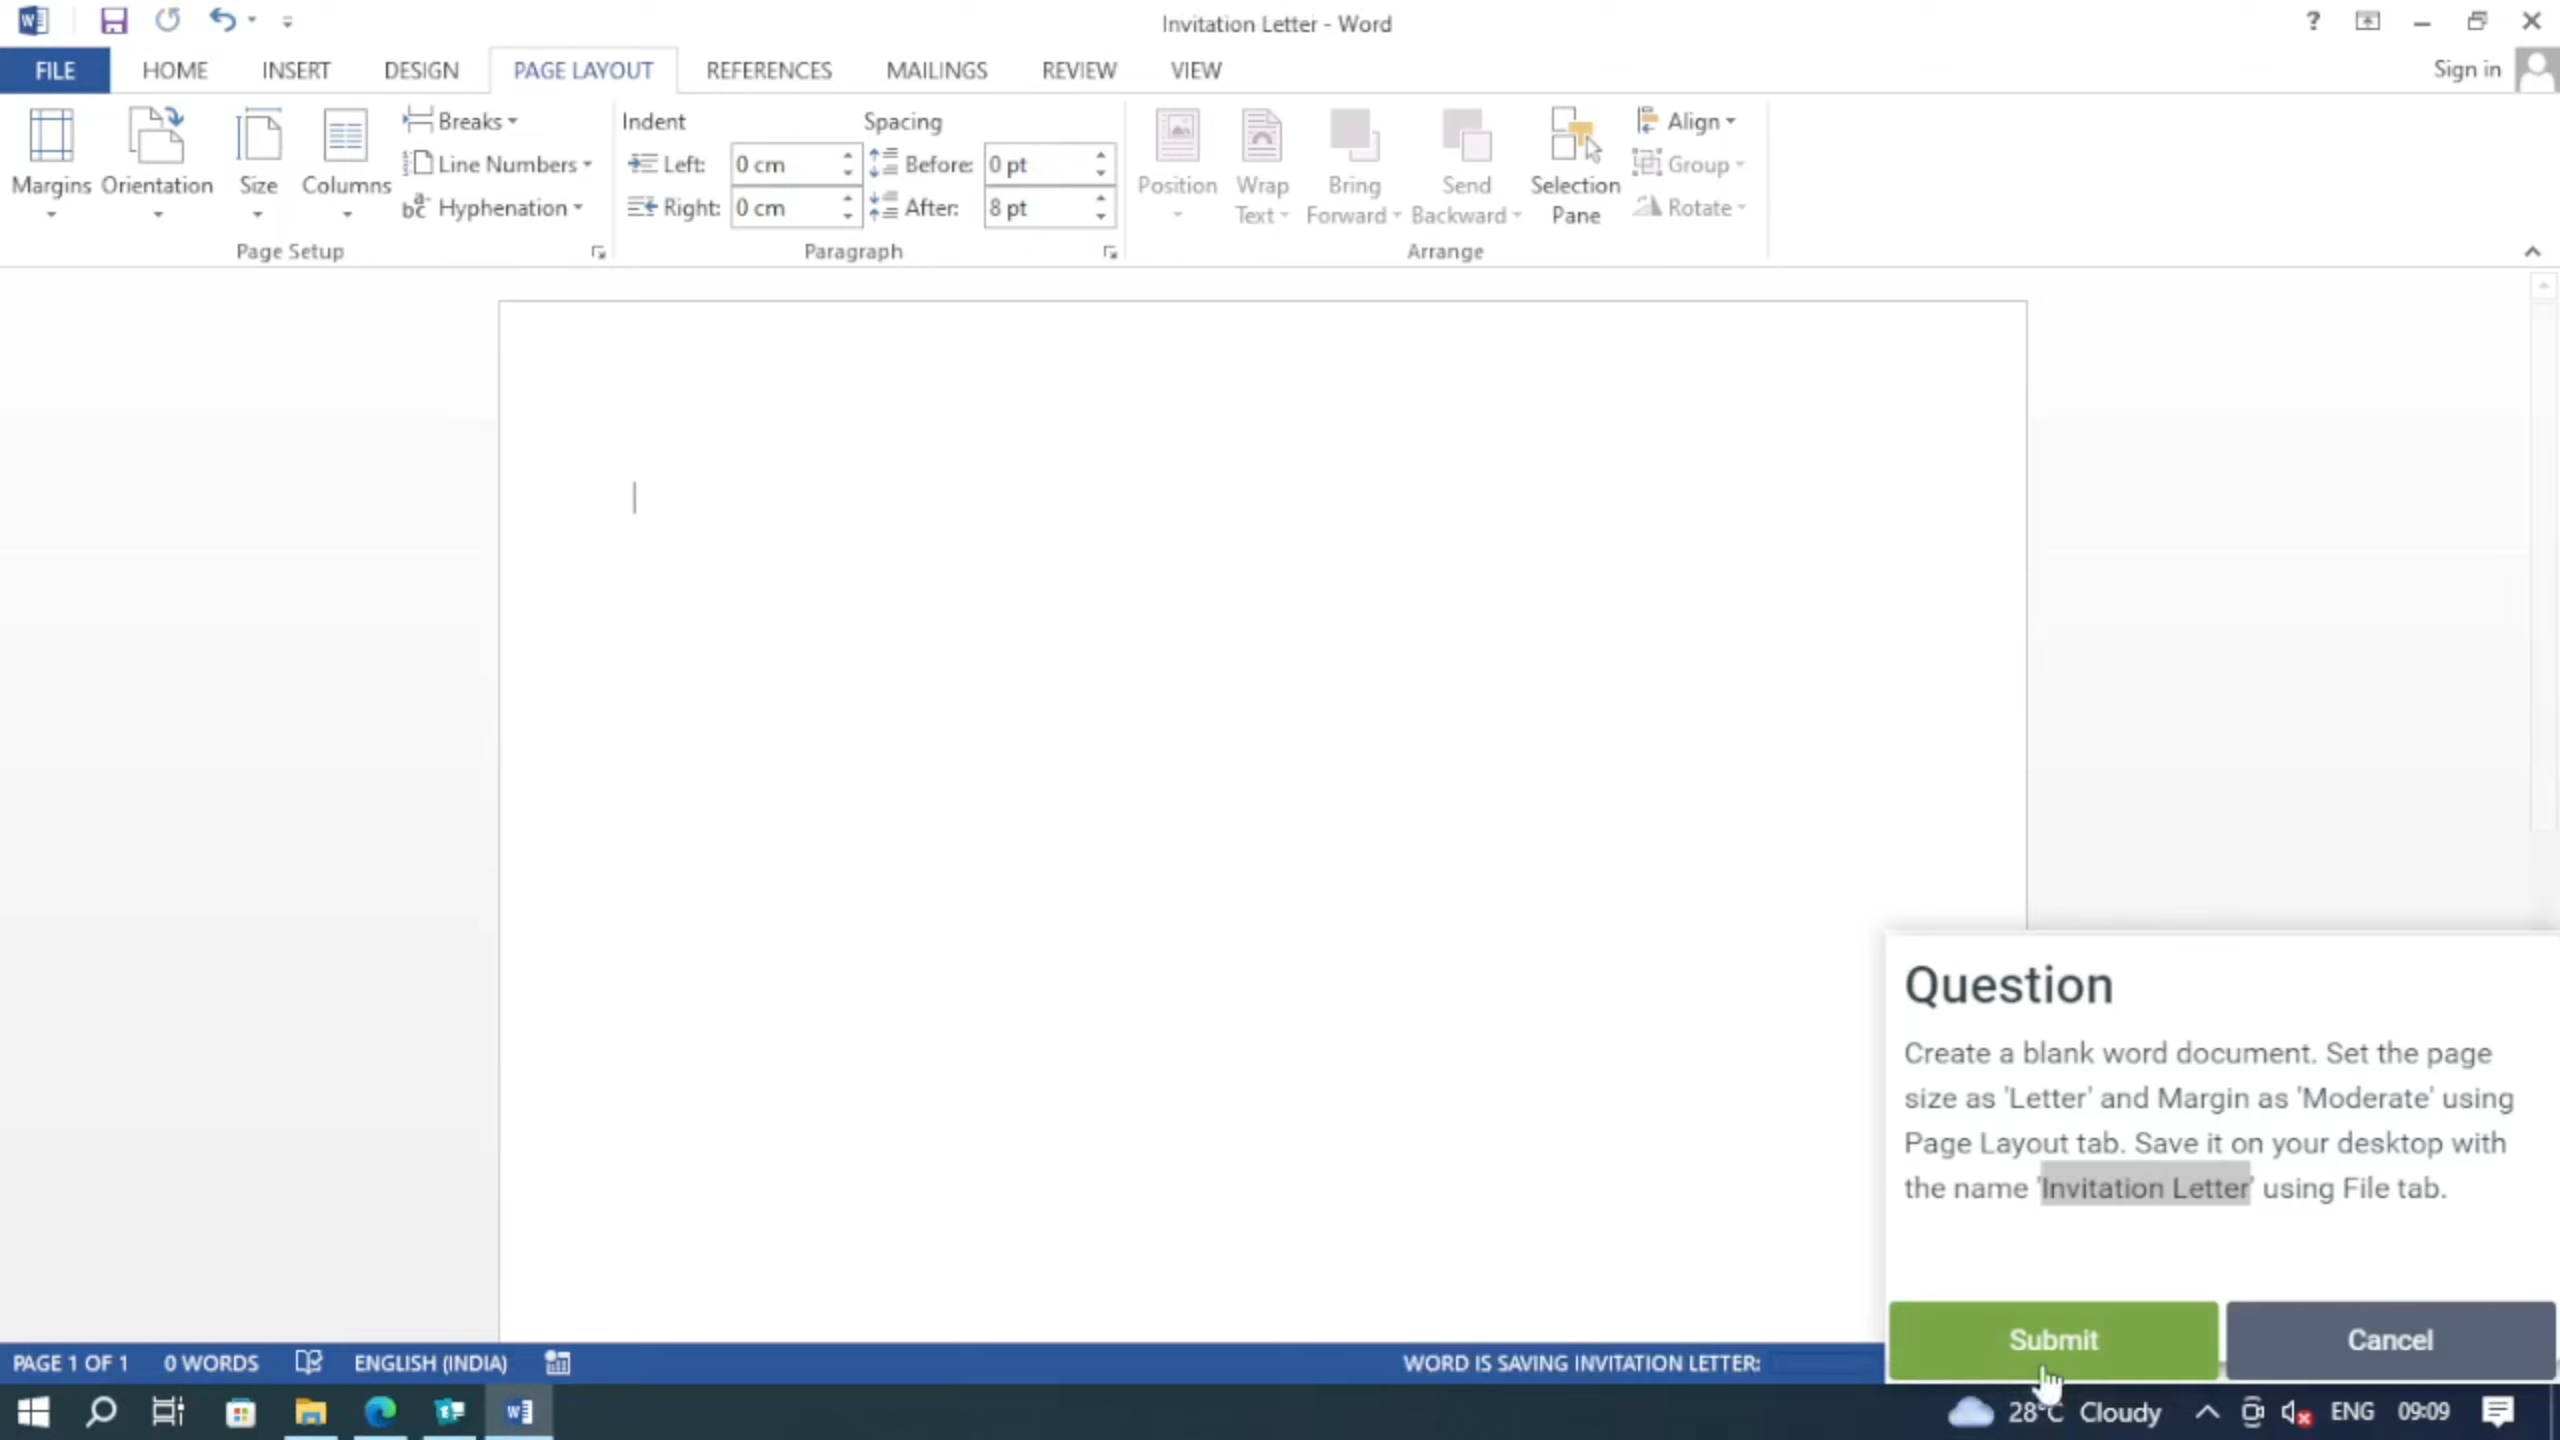 Invitation Letter - Word
FILE HOME INSERT DESIGN PAGE LAYOUT REFERENCES MAILINGS REVIEW VIEW Sign in
Margins Orientation Size Columns
Breaks
Line Numbers
Hyphenation
Page Setup
Indent
Left: 0 cm
Right: 0 cm
Spacing
Before: 0 pt
After: 8 pt
Paragraph
Position Wrap Text Bring Forward Send Backward Selection Pane
Align
Group
Rotate
Arrange
Question
Create a blank word document. Set the page
size as 'Letter' and Margin as 'Moderate' using
Page Layout tab. Save it on your desktop with
the name 'Invitation Letter' using File tab.
Submit Cancel
PAGE 1 OF 1 0 WORDS ENGLISH (INDIA) WORD IS SAVING INVITATION LETTER:
28°C Cloudy ENG 09:09